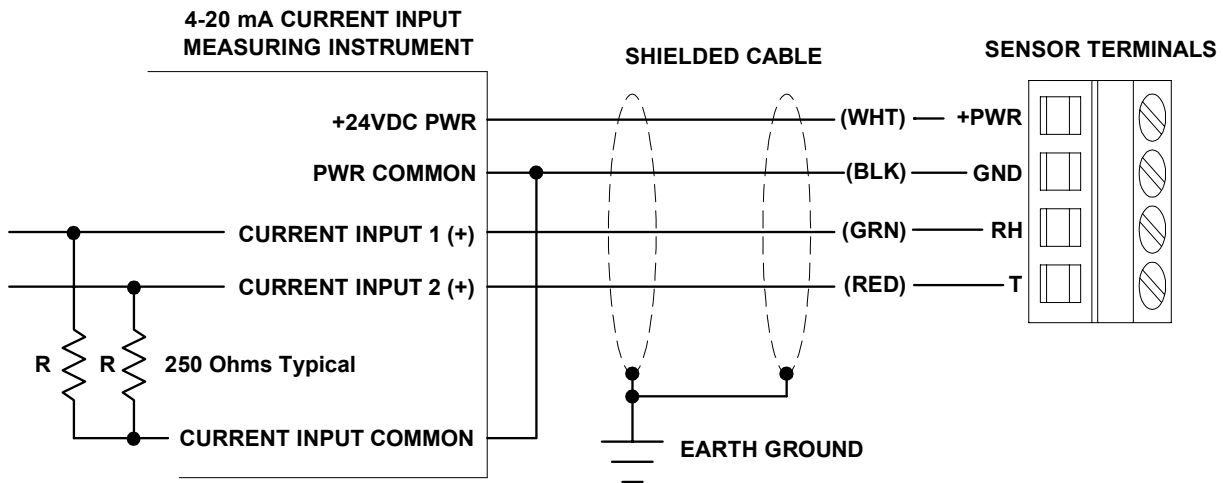 4-20 mA CURRENT INPUT
MEASURING INSTRUMENT
SHIELDED CABLE
SENSOR TERMINALS
+24VDC PWR
(WHT)
+PWR
PWR COMMON
(BLK)
GND
CURRENT INPUT 1 (+)
(GRN)
RH
CURRENT INPUT 2 (+)
(RED)
T
R
R
250 Ohms Typical
CURRENT INPUT COMMON
EARTH GROUND